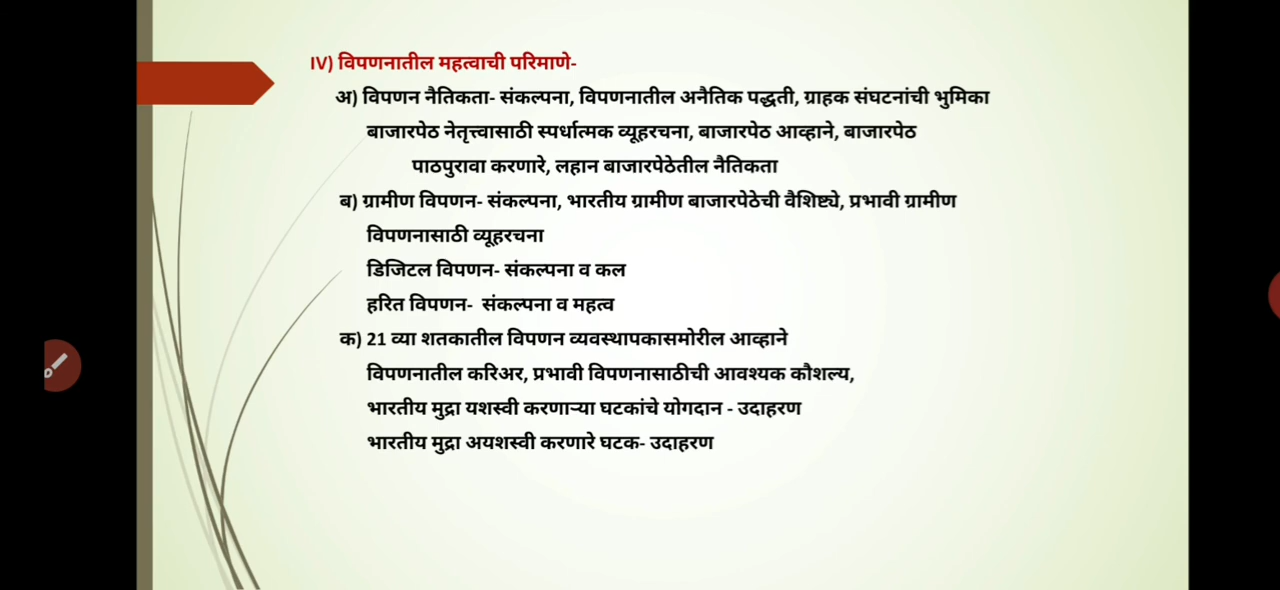 IV) विपणनातील महत्वाची परिमाणे-
अ) विपणन नैतिकता- संकल्पना, विपणनातील अनैतिक पद्धती, ग्राहक संघटनांची भुमिका
बाजारपेठ नेतृत्त्वासाठी स्पर्धात्मक व्यूहरचना, बाजारपेठ आव्हाने, बाजारपेठ
पाठपुरावा करणारे, लहान बाजारपेठेतील नैतिकता
ब) ग्रामीण विपणन- संकल्पना, भारतीय ग्रामीण बाजारपेठेची वैशिष्ट्ये, प्रभावी ग्रामीण
विपणनासाठी व्यूहरचना
डिजिटल विपणन- संकल्पना व कल
हरित विपणन- संकल्पना व महत्व
क) 21 व्या शतकातील विपणन व्यवस्थापकासमोरील आव्हाने
विपणनातील करिअर, प्रभावी विपणनासाठीची आवश्यक कौशल्य,
भारतीय मुद्रा यशस्वी करणाऱ्या घटकांचे योगदान - उदाहरण
भारतीय मुद्रा अयशस्वी करणारे घटक- उदाहरण